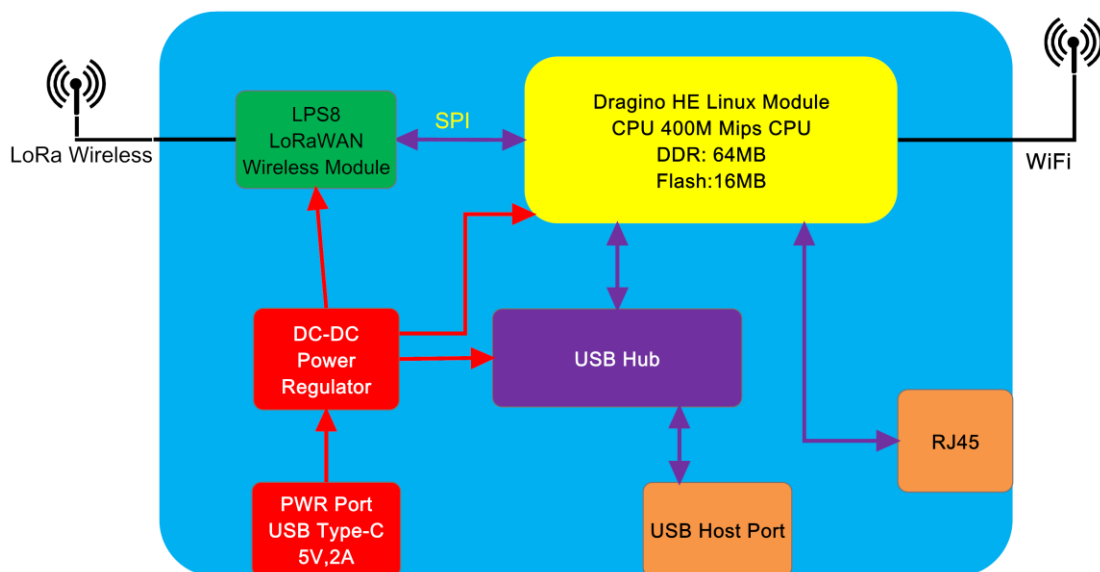 LoRa Wireless
LPS8
LoRaWAN
Wireless Module
SPI
Dragino HE Linux Module
CPU 400M Mips CPU
DDR: 64MB
Flash:16MB
WiFi
DC-DC
Power
Regulator
USB Hub
RJ45
PWR Port
USB Type-C
5V,2A
USB Host Port